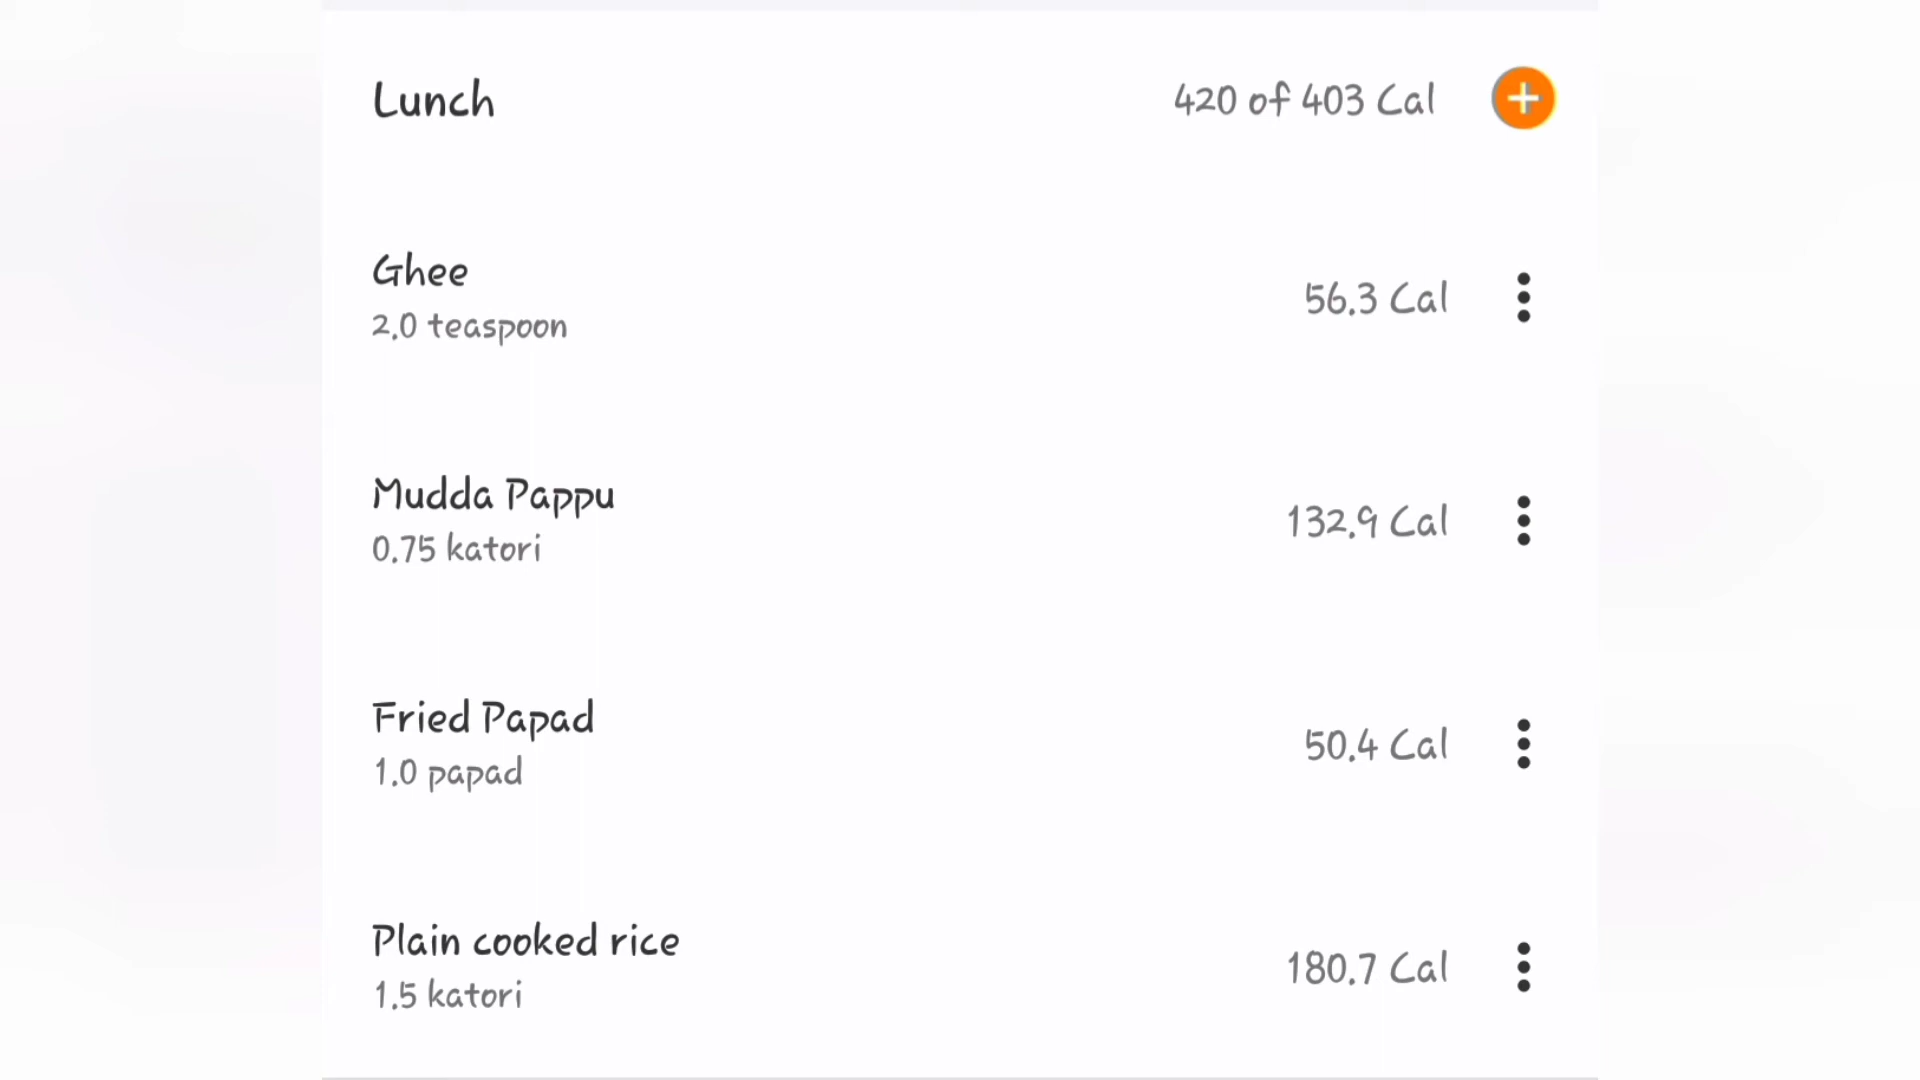 Lunch 420 of 403 Cal
Ghee
2.0 teaspoon
56.3 Cal
Mudda Pappu
0.75 katori
132.9 Cal
Fried Papad
1.0 papad
50.4 Cal
Plain cooked rice
1.5 katori
180.7 Cal